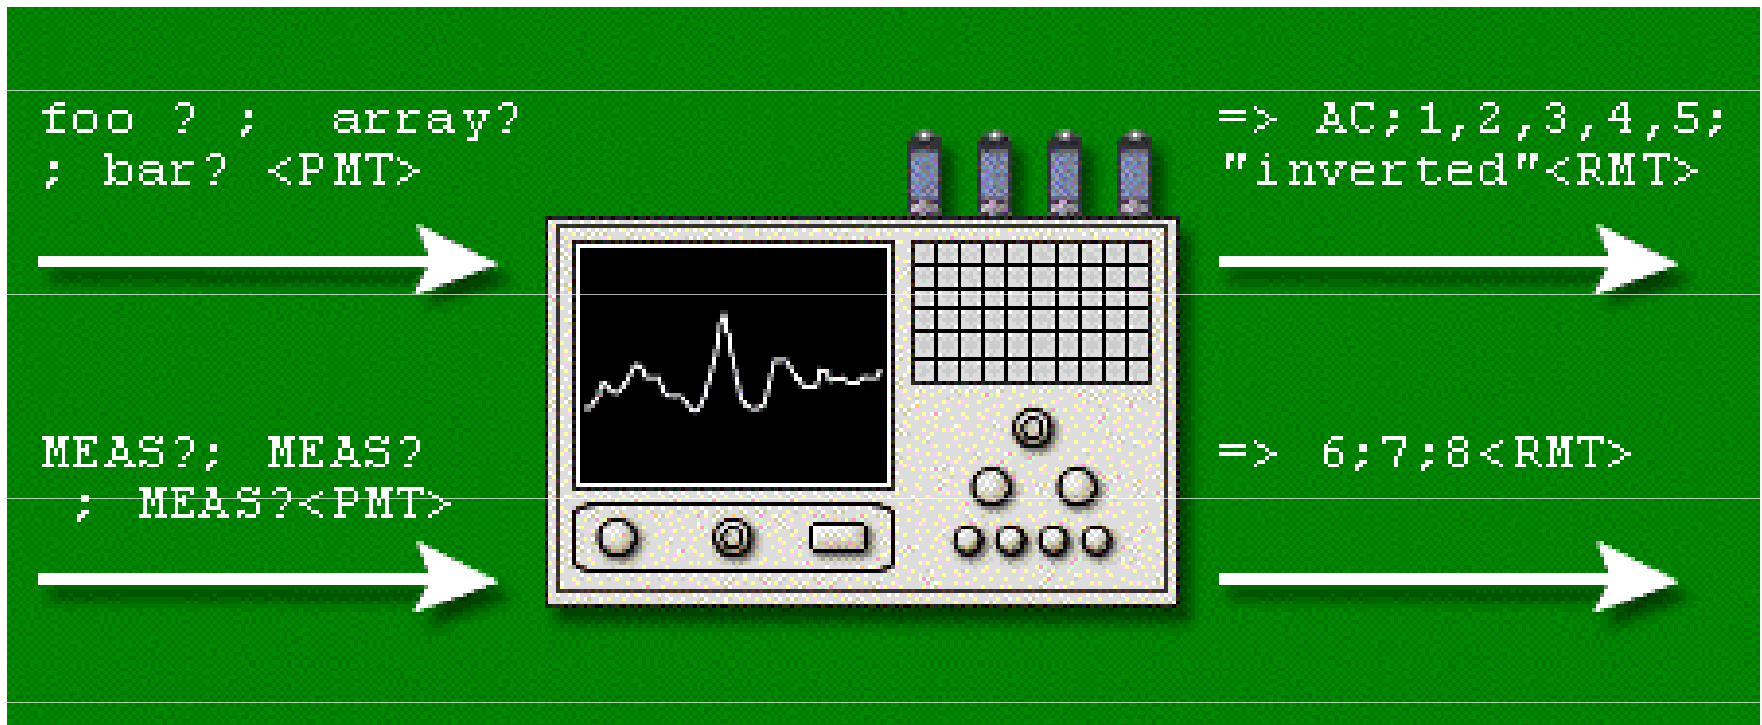 foo ? ;  array?
; bar? <PMT>
=> AC;1,2,3,4,5;
"inverted"<RMT>
MEAS?; MEAS?
; MEAS?<PMT>
=> 6;7;8<RMT>